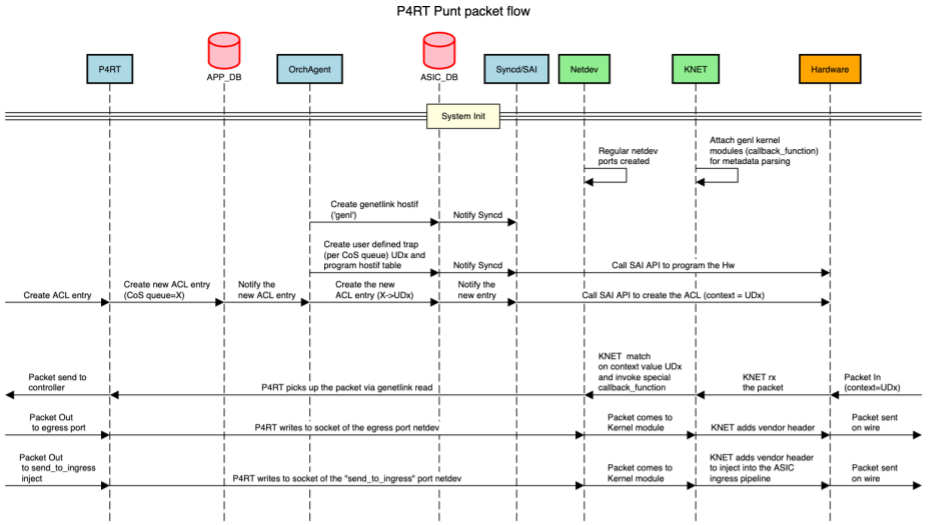 P4RT Punt packet flow
P4RT
APP_DB
OrchAgent
ASIC_DB
Syncd/SAI
Netdev
KNET
Hardware
System Init
Regular netdev
ports created
Attach genl kernel
modules (callback_function)
for metadata parsing
Create genetlink hostif
('genl')
Notify Syncd
Create user defined trap
(per CoS queue) UDx and
program hostif table
Notify Syncd
Call SAI API to program the Hw
Create ACL entry
Create new ACL entry
(CoS queue=X)
Notify the
new ACL entry
Create the new
ACL entry (X->UDx)
Notify the
new entry
Call SAI API to create the ACL (context = UDx)
Packet send to
controller
P4RT picks up the packet via genetlink read
KNET match
on context value UDx
and invoke special
callback_function
KNET rx
the packet
Packet In
(context=UDx)
Packet Out
to egress port
P4RT writes to socket of the egress port netdev
Packet comes to
Kernel module
KNET adds vendor header
Packet sent
on wire
Packet Out
to send_to_ingress
inject
P4RT writes to socket of the "send_to_ingress" port netdev
Packet comes to
Kernel module
KNET adds vendor header
to inject into the ASIC
ingress pipeline
Packet sent
on wire